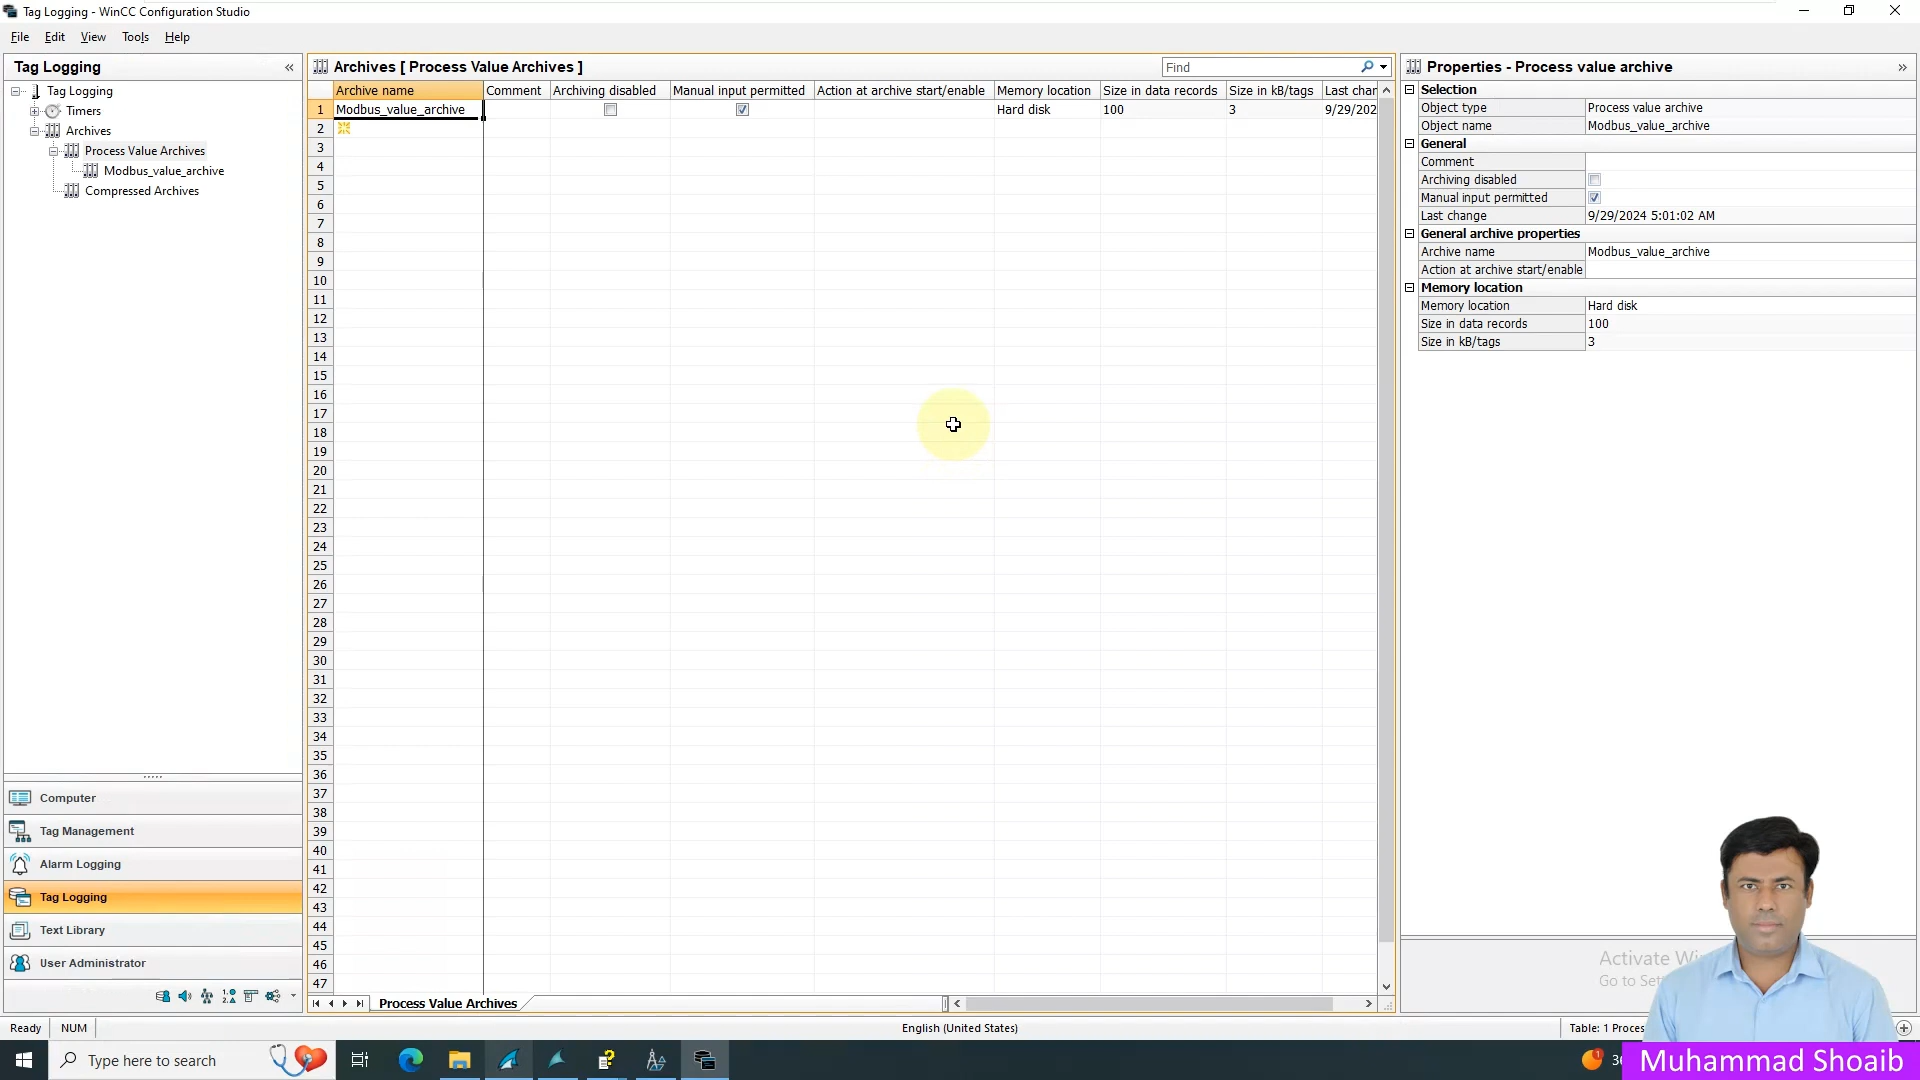 Tag Logging - WinCC Configuration Studio
File Edit View Tools Help
Tag Logging «
Tag Logging
Timers
Archives
Process Value Archives
Modbus_value_archive
Compressed Archives
Computer
Tag Management
Alarm Logging
Tag Logging
Text Library
User Administrator
Archives [ Process Value Archives ] Find
Archive name Comment Archiving disabled Manual input permitted Action at archive start/enable Memory location Size in data records Size in kB/tags Last char
1 Modbus_value_archive Hard disk 100 3 9/29/202
2
3
4
5
6
7
8
9
10
11
12
13
14
15
16
17
18
19
20
21
22
23
24
25
26
27
28
29
30
31
32
33
34
35
36
37
38
39
40
41
42
43
44
45
46
47
Process Value Archives
Properties - Process value archive »
Selection
Object type Process value archive
Object name Modbus_value_archive
General
Comment
Archiving disabled
Manual input permitted
Last change 9/29/2024 5:01:02 AM
General archive properties
Archive name Modbus_value_archive
Action at archive start/enable
Memory location
Memory location Hard disk
Size in data records 100
Size in kB/tags 3
Activate Wi
Go to Set
Ready NUM English (United States) Table: 1 Proces
Type here to search
Muhammad Shoaib